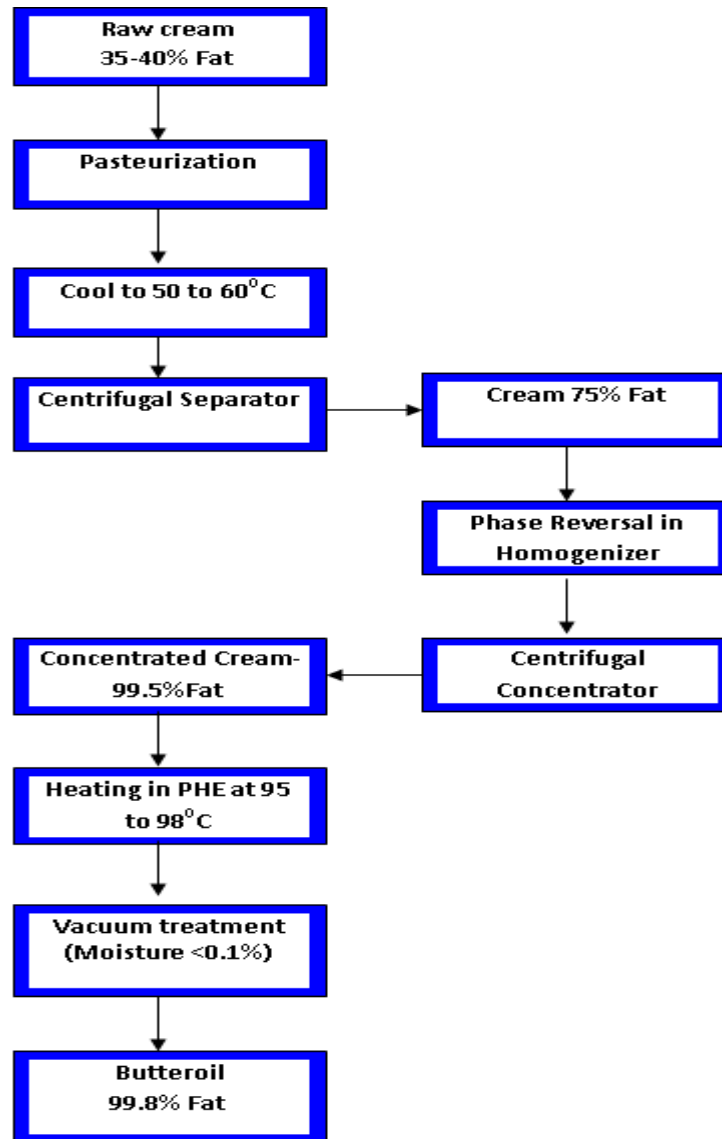 Raw cream
35-40% Fat
Pasteurization
Cool to 50 to 60⁰C
Centrifugal Separator
Cream 75% Fat
Phase Reversal in
Homogenizer
Centrifugal
Concentrator
Concentrated Cream-
99.5%Fat
Heating in PHE at 95
to 98⁰C
Vacuum treatment
(Moisture <0.1%)
Butteroil
99.8% Fat